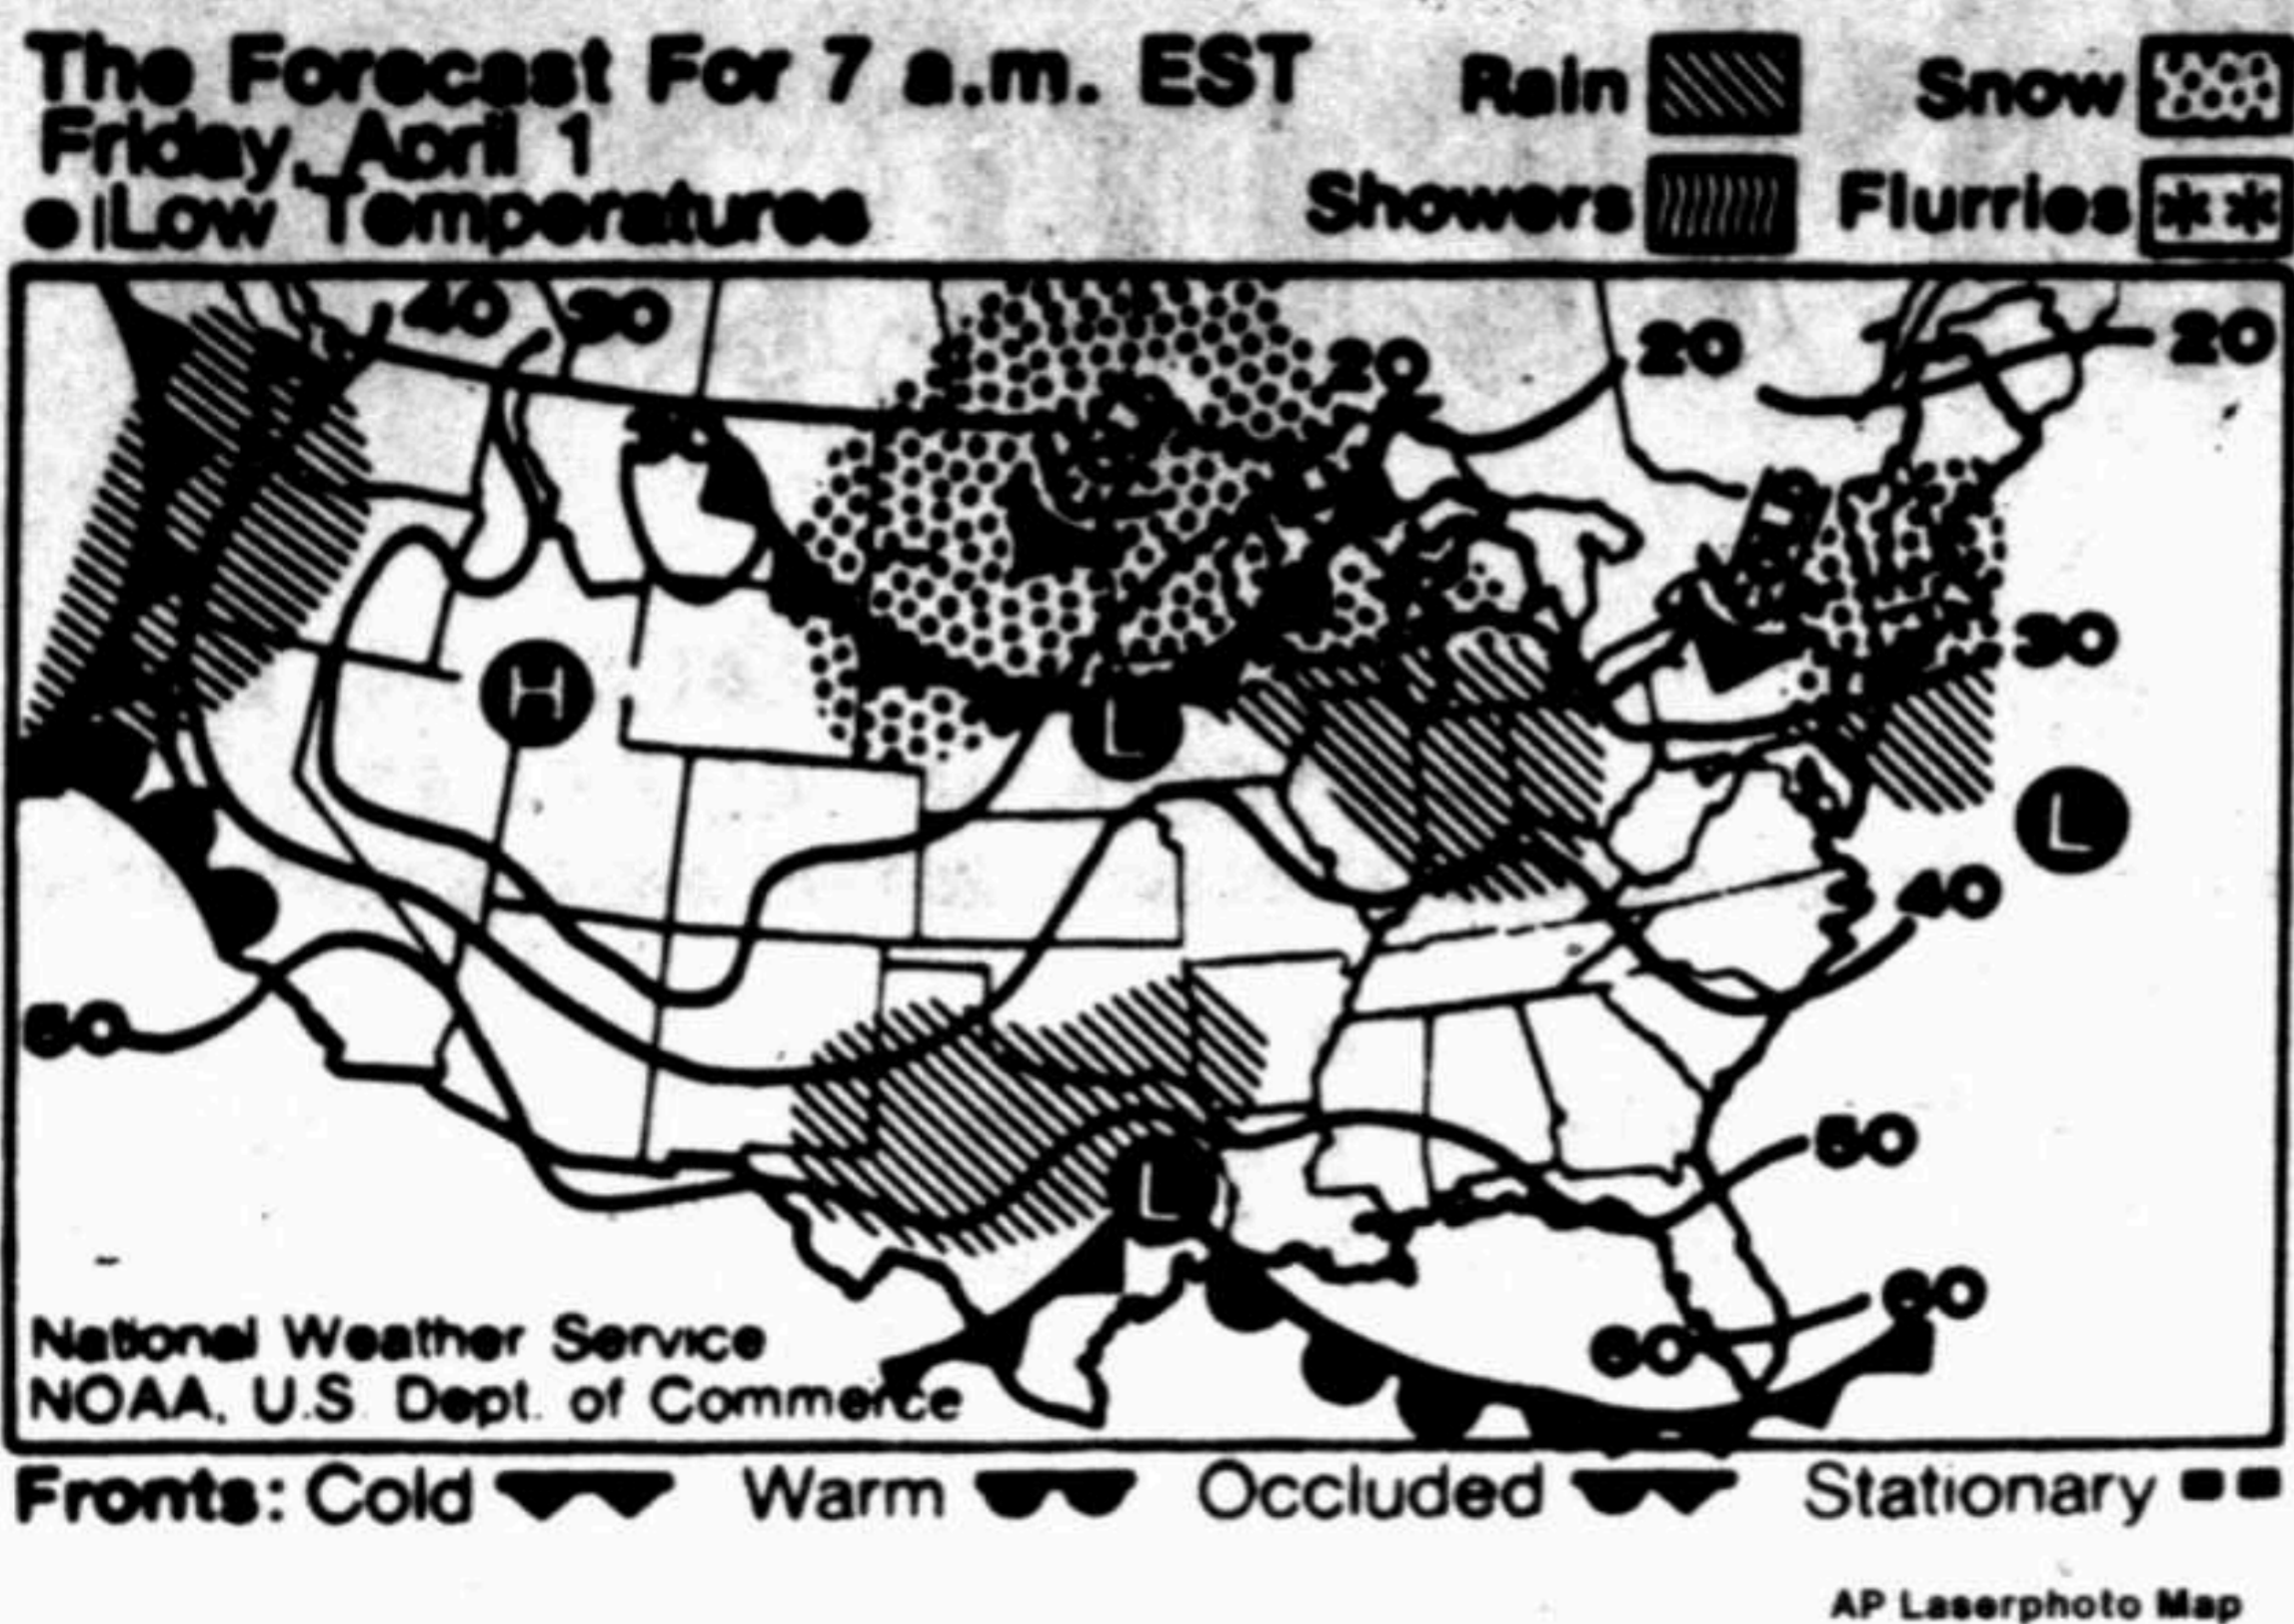 The Forecast For 7 a.m. EST
Friday, April 1
Low Temperatures
Rain
Snow
Showers
Flurries
40
30
20
20
20
H
L
30
L
40
50
L
50
60
60
National Weather Service
NOAA, U.S. Dept. of Commerce
Fronts: Cold
Warm
Occluded
Stationary
AP Laserphoto Map